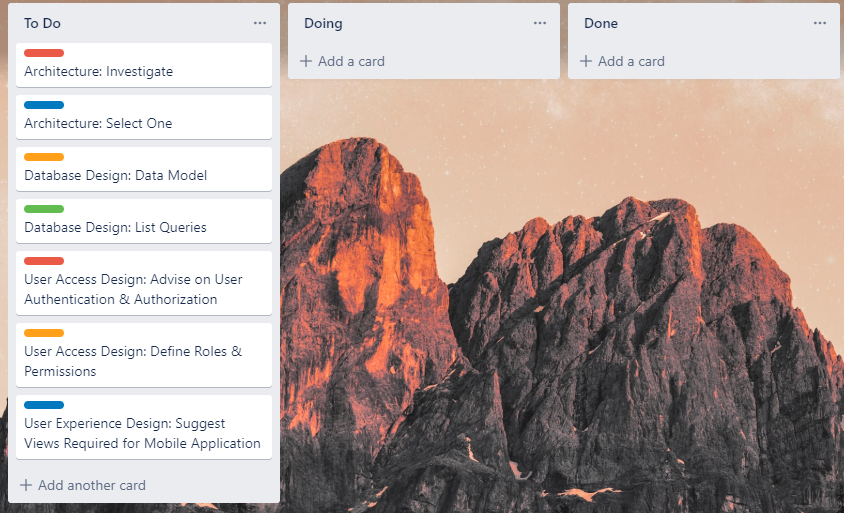 To Do
Architecture: Investigate
Architecture: Select One
Database Design: Data Model
Database Design: List Queries
User Access Design: Advise on User
Authentication & Authorization
User Access Design: Define Roles &
Permissions
User Experience Design: Suggest
Views Required for Mobile Application
+ Add another card
Doing
+ Add a card
Done
+ Add a card